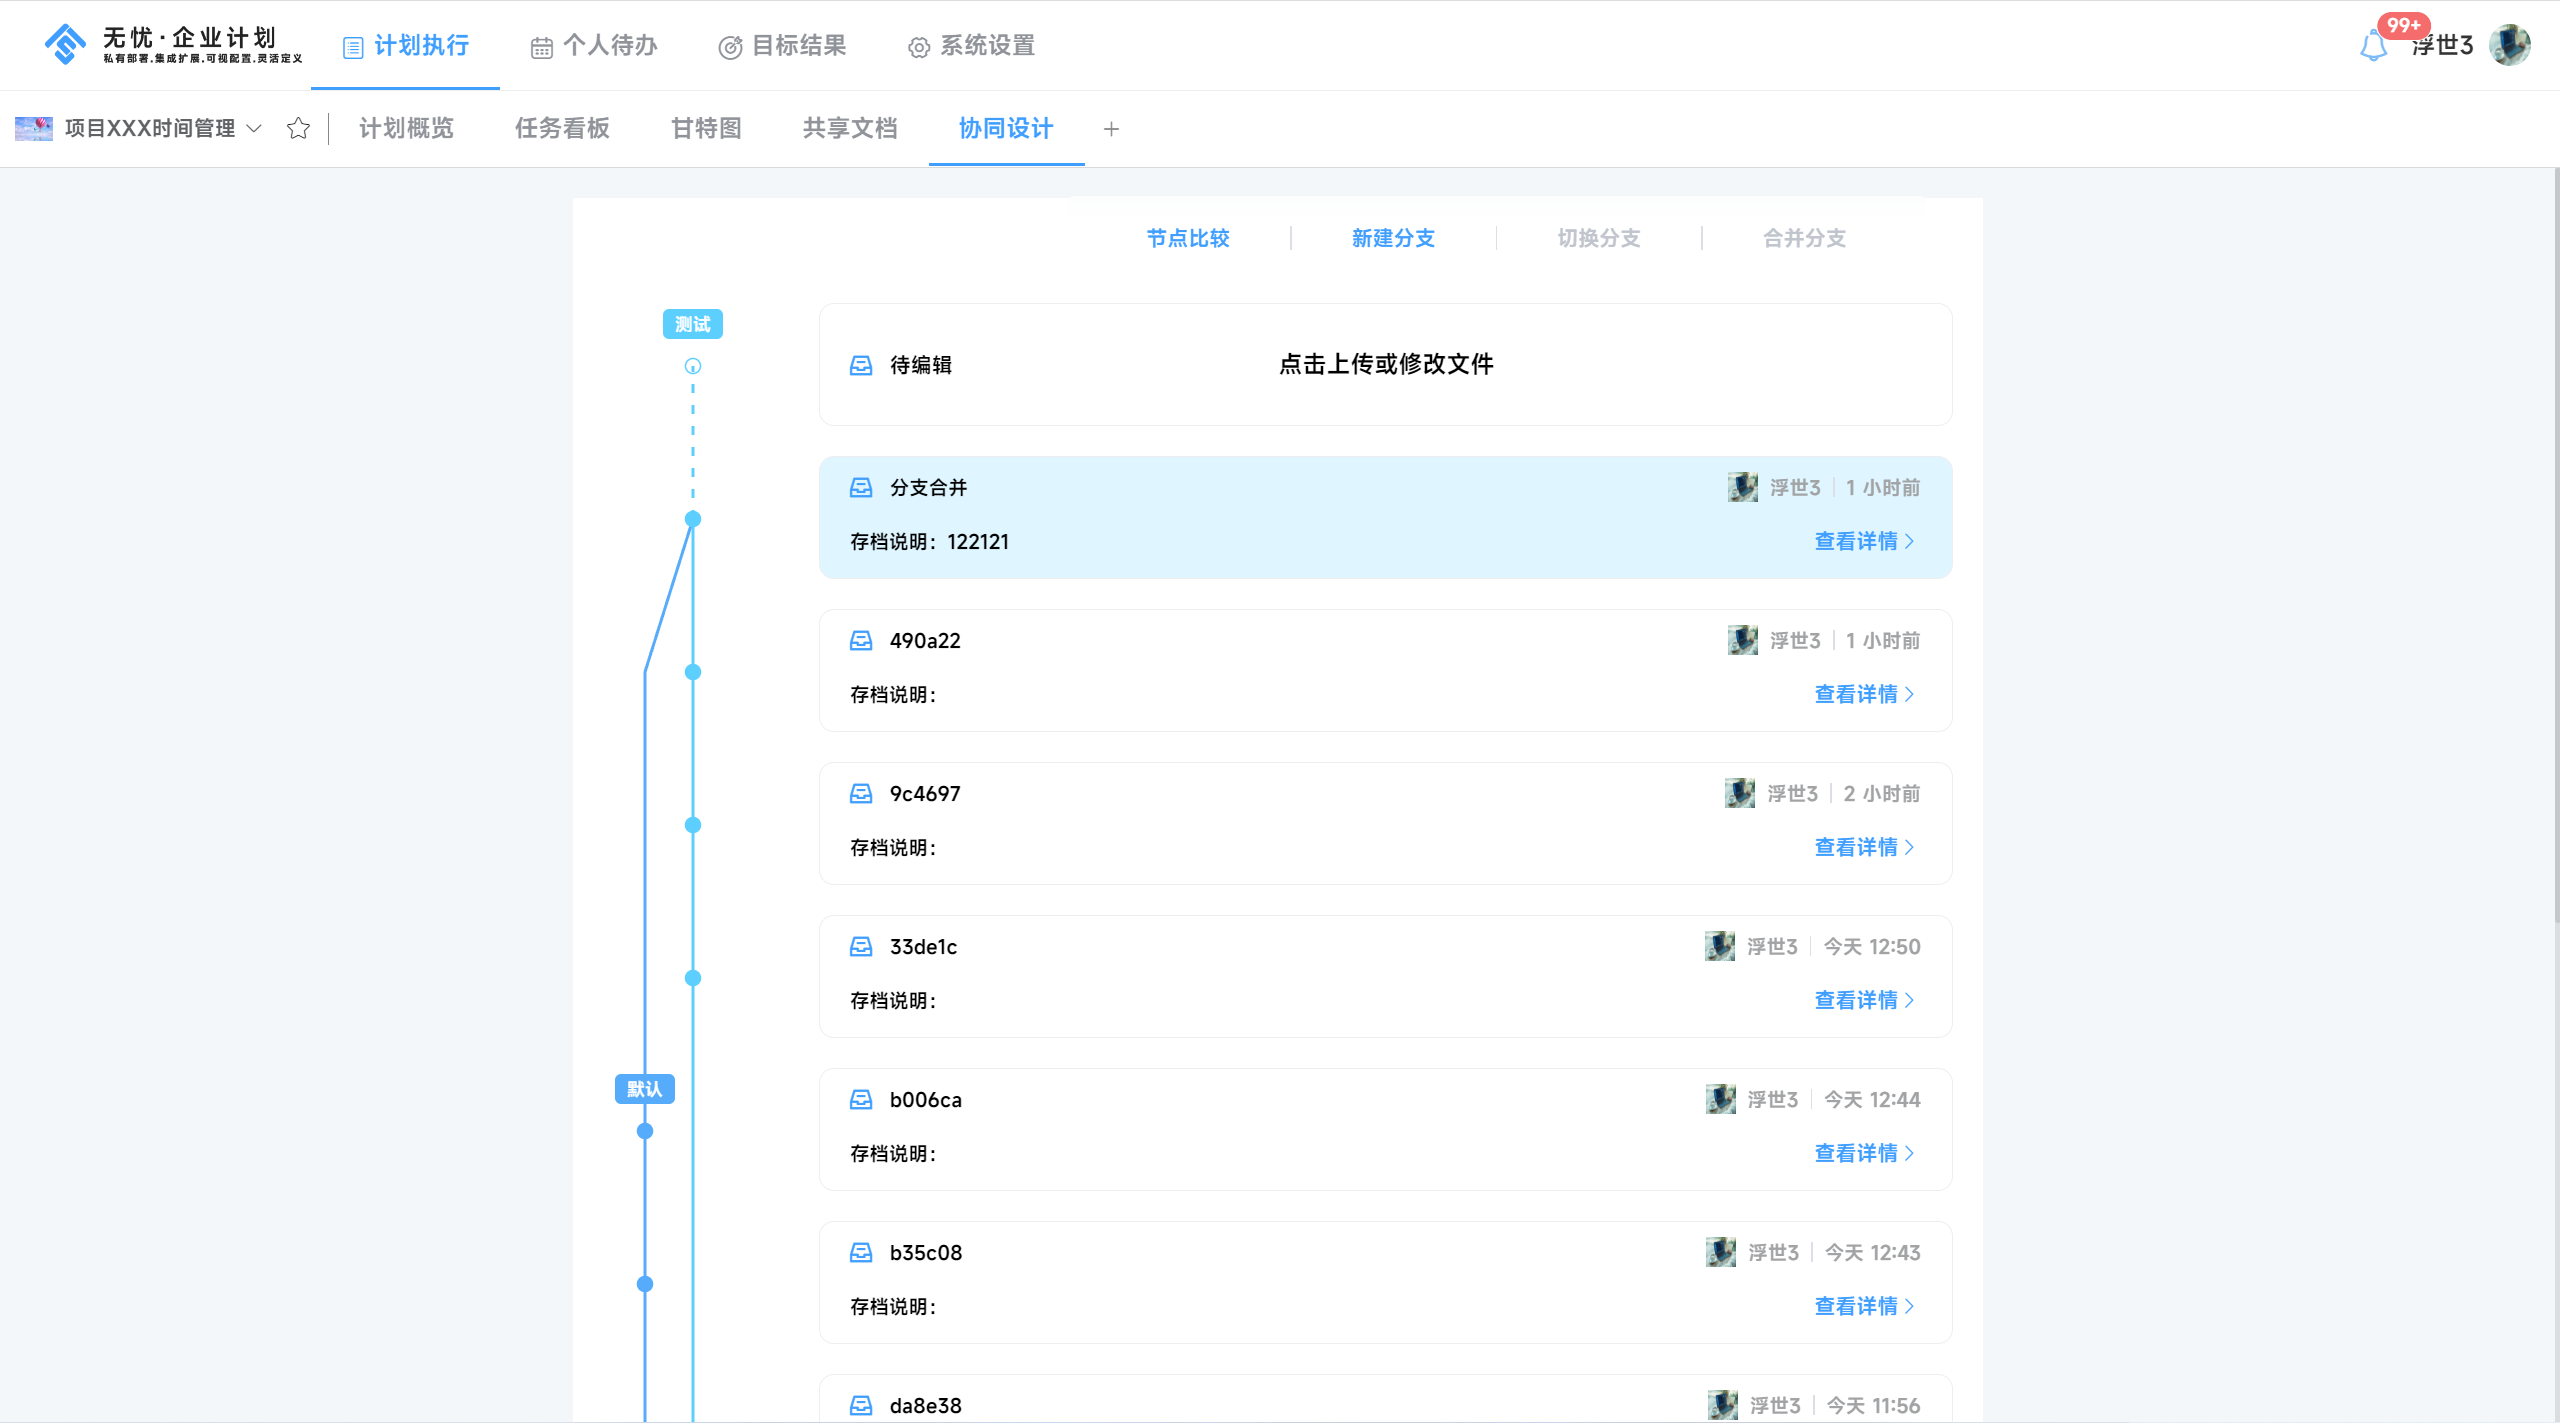 无忧·企业计划
私有部署.集成扩展.可视配置.灵活定义
计划执行
个人待办
目标结果
系统设置
99+
浮世3
项目XXX时间管理
计划概览
任务看板
甘特图
共享文档
协同设计
节点比较
新建分支
切换分支
合并分支
测试
待编辑
点击上传或修改文件
分支合并
浮世3
1 小时前
存档说明：122121
查看详情
490a22
浮世3
1 小时前
存档说明：
查看详情
9c4697
浮世3
2 小时前
存档说明：
查看详情
33de1c
浮世3
今天 12:50
存档说明：
查看详情
默认
b006ca
浮世3
今天 12:44
存档说明：
查看详情
b35c08
浮世3
今天 12:43
存档说明：
查看详情
da8e38
浮世3
今天 11:56